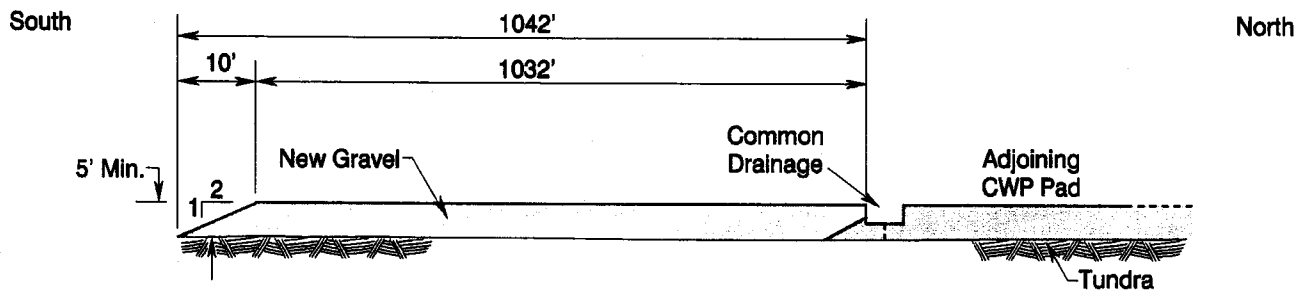 South
North
1042'
10'
1032'
5' Min.
2
1
New Gravel
Common
Drainage
Adjoining
CWP Pad
Tundra